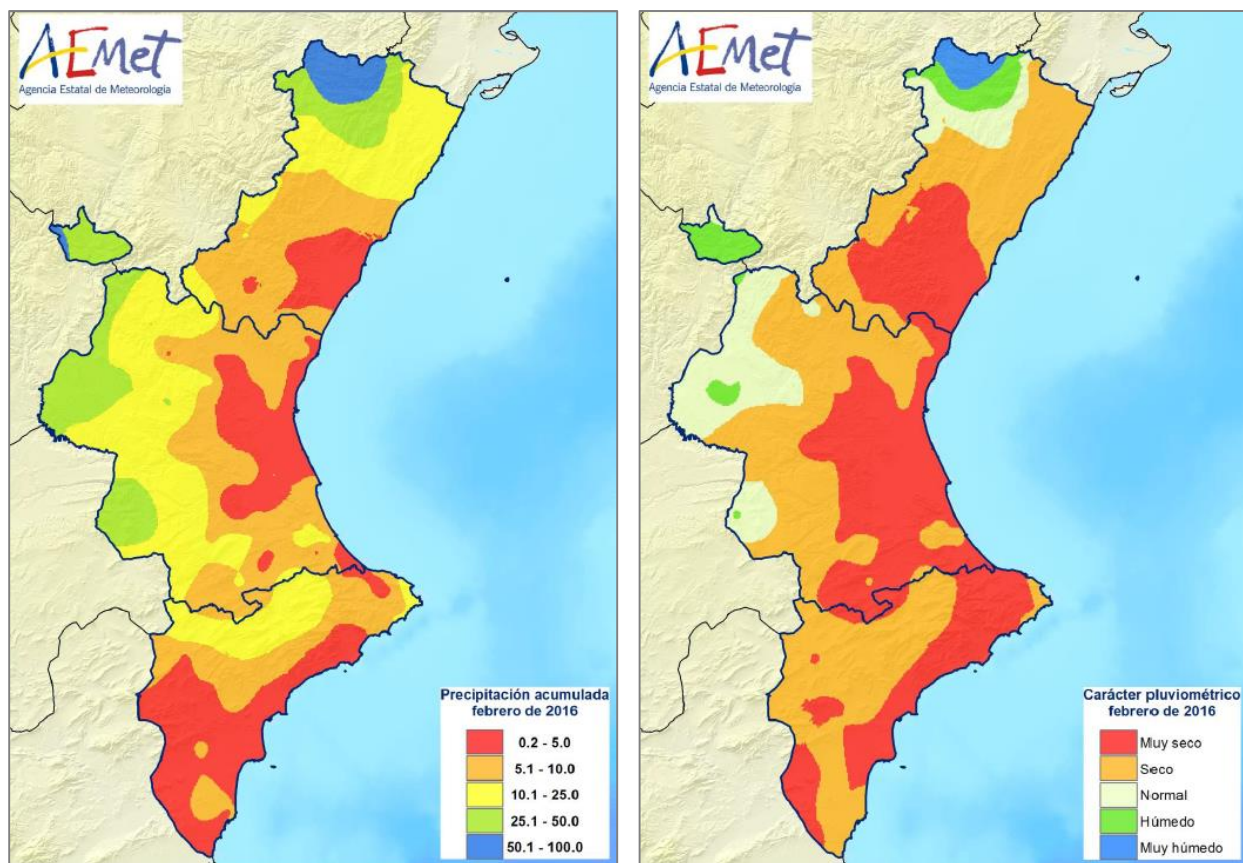 AEMet
Agencia Estatal de Meteorología
Precipitación acumulada
febrero de 2016
0.2 - 5.0
5.1 - 10.0
10.1 - 25.0
25.1 - 50.0
50.1 - 100.0
AEMet
Agencia Estatal de Meteorología
Carácter pluviométrico
febrero de 2016
Muy seco
Seco
Normal
Húmedo
Muy húmedo